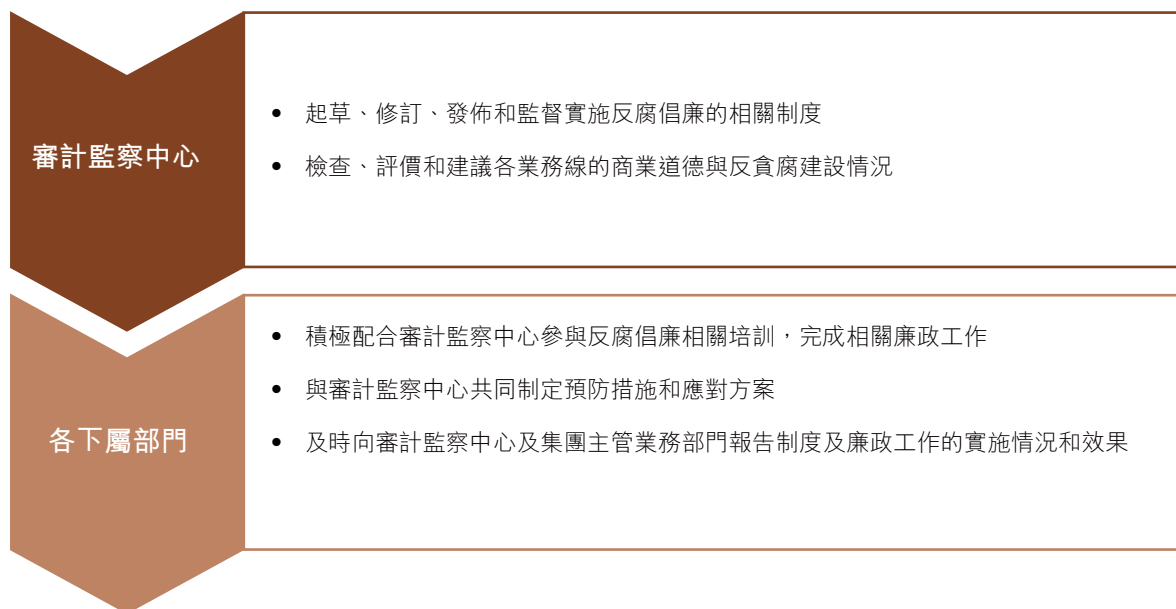 審計監察中心
• 起草、修訂、發佈和監督實施反腐倡廉的相關制度
• 檢查、評價和建議各業務線的商業道德與反貪腐建設情況
各下屬部門
• 積極配合審計監察中心參與反腐倡廉相關培訓，完成相關廉政工作
• 與審計監察中心共同制定預防措施和應對方案
• 及時向審計監察中心及集團主管業務部門報告制度及廉政工作的實施情況和效果